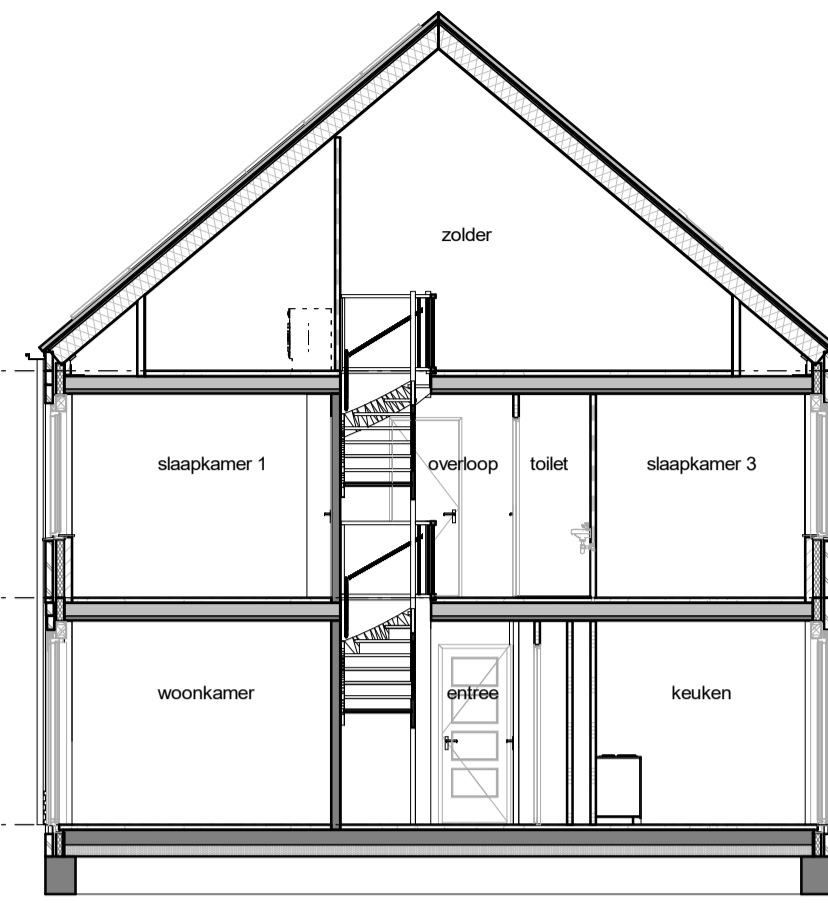 zolder
slaapkamer 1
overloop
toilet
slaapkamer 3
woonkamer
entree
keuken